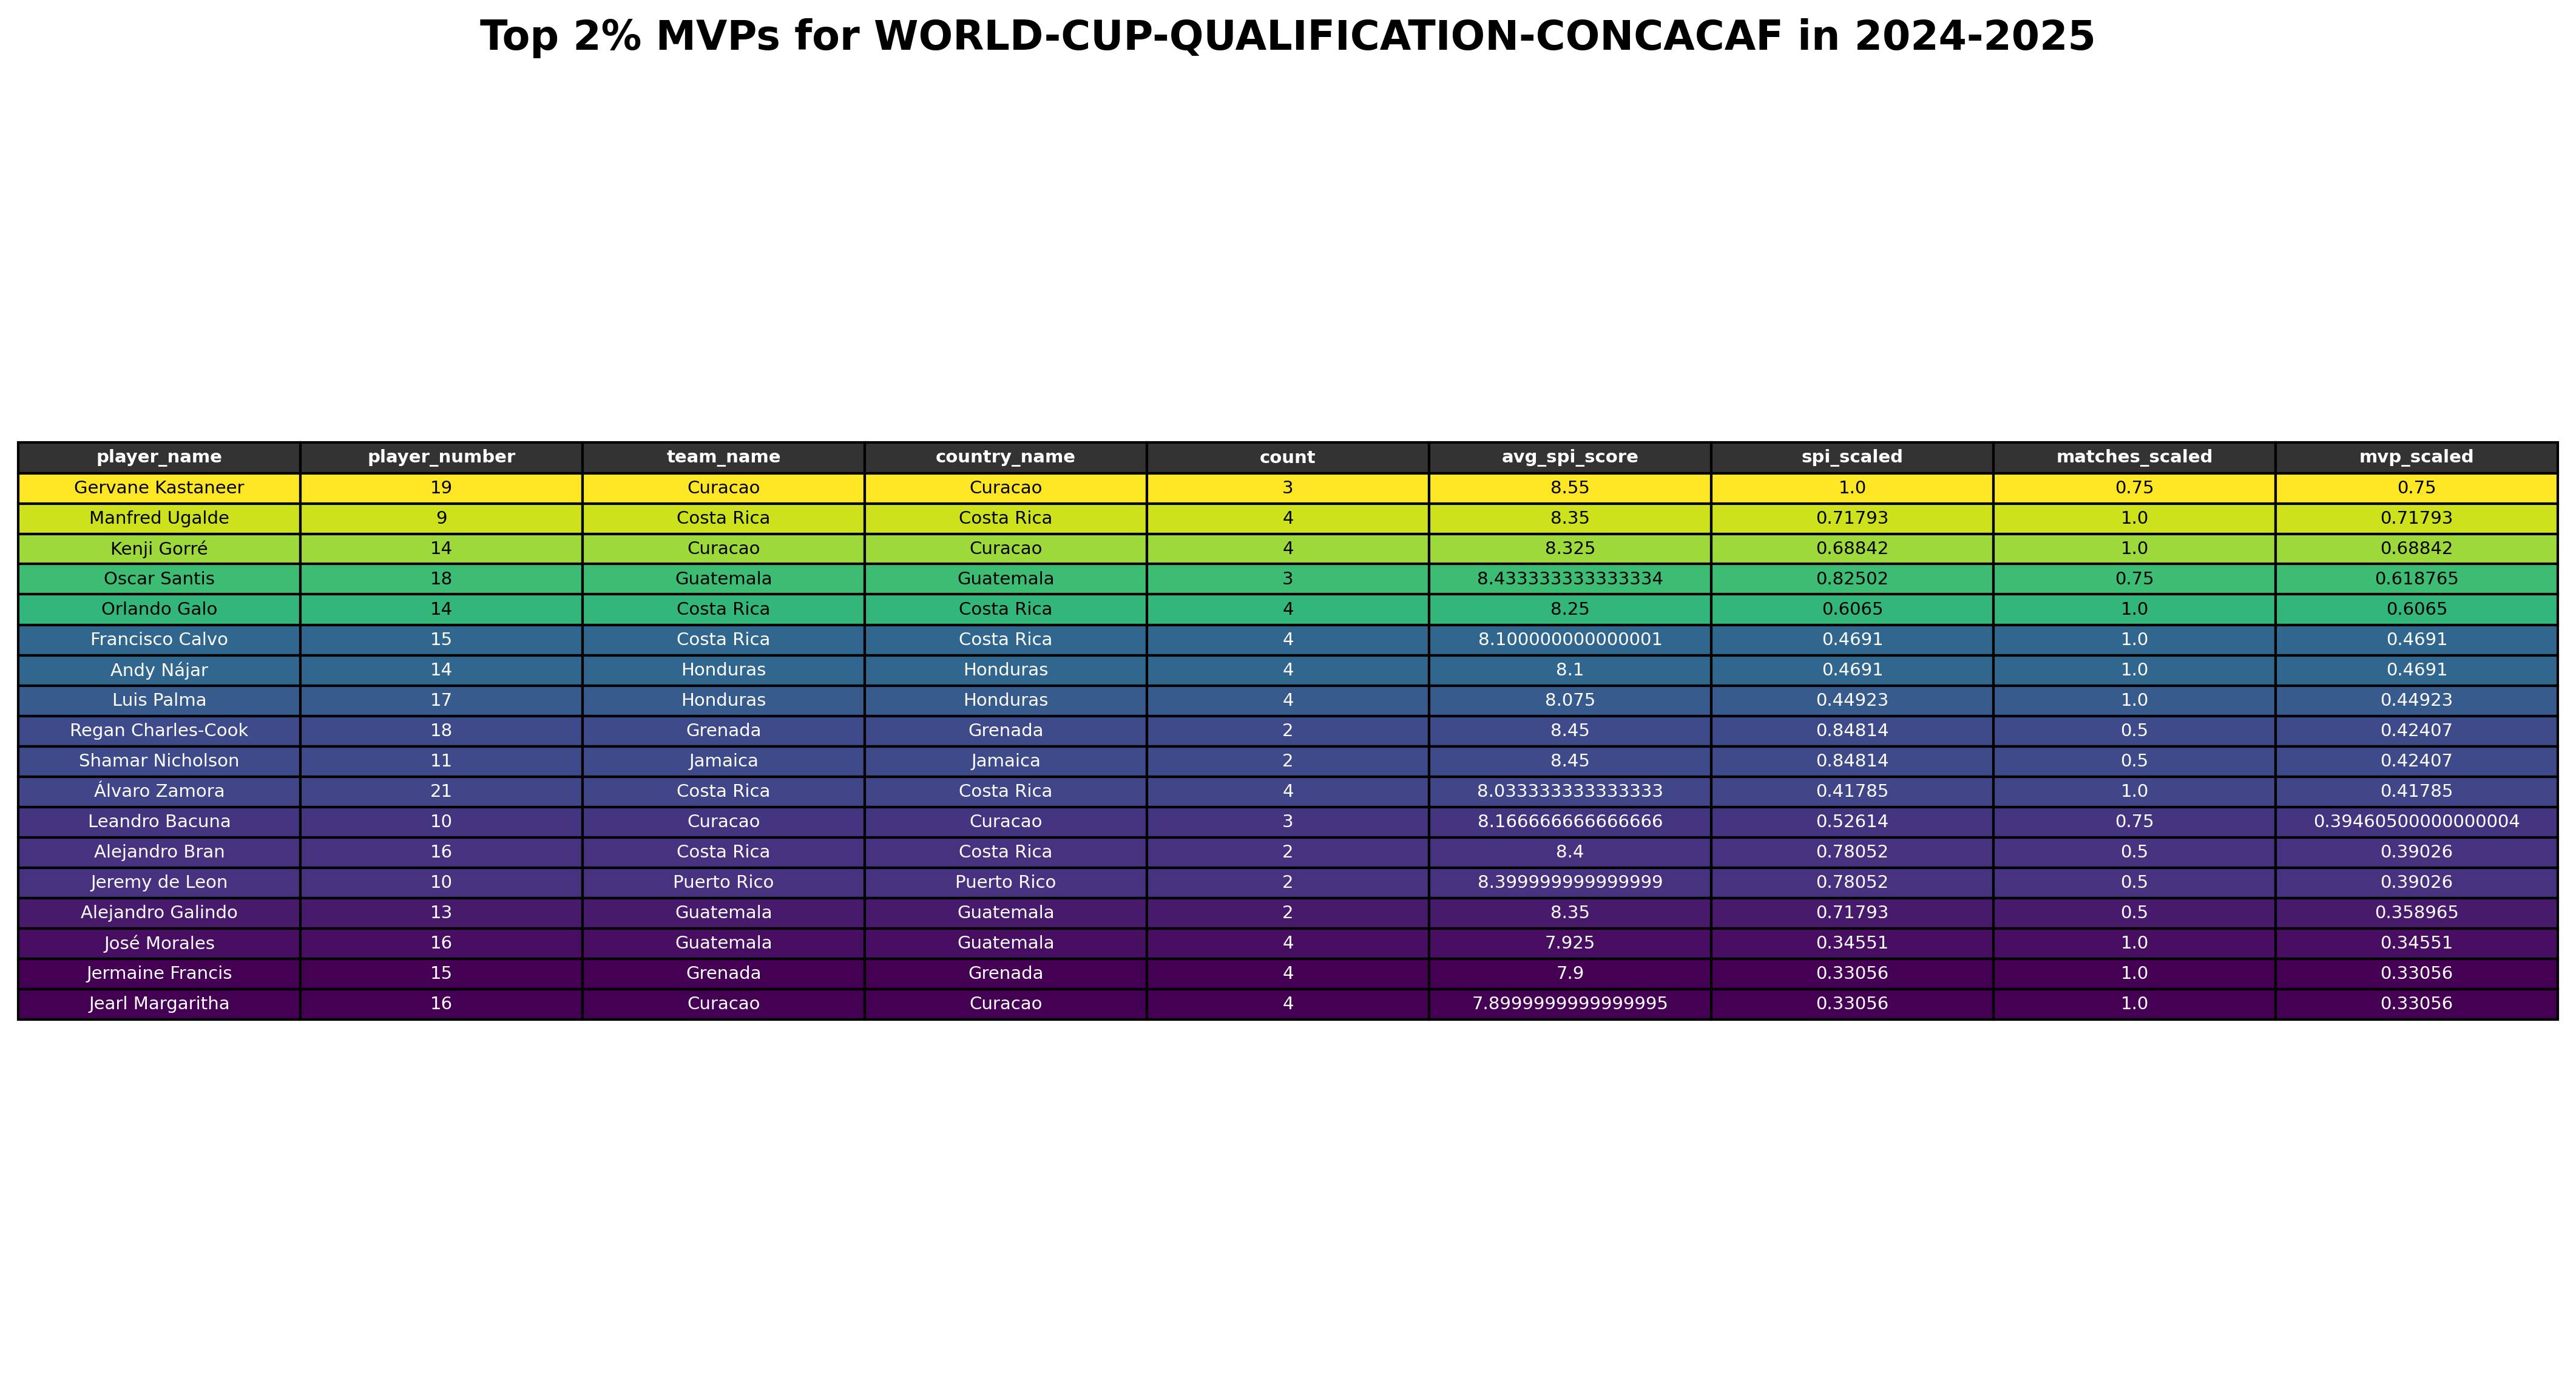 Top 2% MVPs for WORLD-CUP-QUALIFICATION-CONCACAF in 2024-2025
player_name player_number team_name country_name count avg_spi_score spi_scaled matches_scaled mvp_scaled
Gervane Kastaneer 19 Curacao Curacao 3 8.55 1.0 0.75 0.75
Manfred Ugalde 9 Costa Rica Costa Rica 4 8.35 0.71793 1.0 0.71793
Kenji Gorré 14 Curacao Curacao 4 8.325 0.68842 1.0 0.68842
Oscar Santis 18 Guatemala Guatemala 3 8.433333333333334 0.82502 0.75 0.618765
Orlando Galo 14 Costa Rica Costa Rica 4 8.25 0.6065 1.0 0.6065
Francisco Calvo 15 Costa Rica Costa Rica 4 8.100000000000001 0.4691 1.0 0.4691
Andy Nájar 14 Honduras Honduras 4 8.1 0.4691 1.0 0.4691
Luis Palma 17 Honduras Honduras 4 8.075 0.44923 1.0 0.44923
Regan Charles-Cook 18 Grenada Grenada 2 8.45 0.84814 0.5 0.42407
Shamar Nicholson 11 Jamaica Jamaica 2 8.45 0.84814 0.5 0.42407
Álvaro Zamora 21 Costa Rica Costa Rica 4 8.033333333333333 0.41785 1.0 0.41785
Leandro Bacuna 10 Curacao Curacao 3 8.166666666666666 0.52614 0.75 0.39460500000000004
Alejandro Bran 16 Costa Rica Costa Rica 2 8.4 0.78052 0.5 0.39026
Jeremy de Leon 10 Puerto Rico Puerto Rico 2 8.399999999999999 0.78052 0.5 0.39026
Alejandro Galindo 13 Guatemala Guatemala 2 8.35 0.71793 0.5 0.358965
José Morales 16 Guatemala Guatemala 4 7.925 0.34551 1.0 0.34551
Jermaine Francis 15 Grenada Grenada 4 7.9 0.33056 1.0 0.33056
Jearl Margaritha 16 Curacao Curacao 4 7.8999999999999995 0.33056 1.0 0.33056